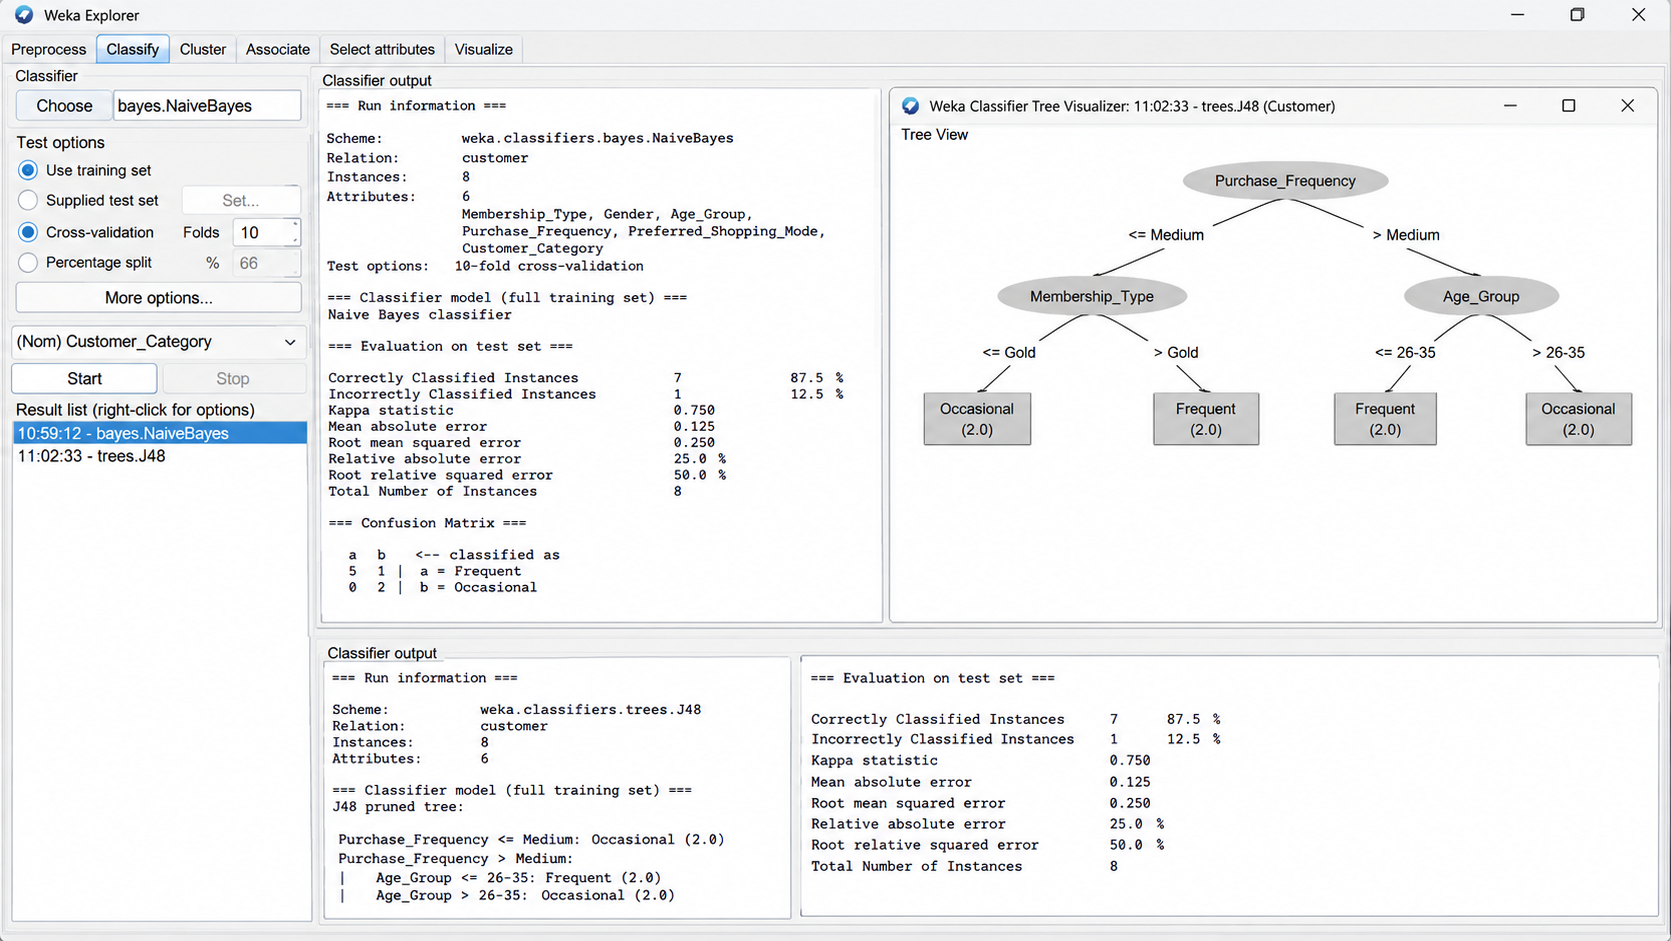 Weka Explorer
Preprocess Classify Cluster Associate Select attributes Visualize
Classifier
Choose bayes.NaiveBayes
Test options
Use training set
Supplied test set Set...
Cross-validation Folds 10
Percentage split % 66
More options...
(Nom) Customer_Category
Start Stop
Result list (right-click for options)
10:59:12 - bayes.NaiveBayes
11:02:33 - trees.J48
Classifier output
=== Run information ===
Scheme: weka.classifiers.bayes.NaiveBayes
Relation: customer
Instances: 8
Attributes: 6
Membership_Type, Gender, Age_Group,
Purchase_Frequency, Preferred_Shopping_Mode,
Customer_Category
Test options: 10-fold cross-validation
=== Classifier model (full training set) ===
Naive Bayes classifier
=== Evaluation on test set ===
Correctly Classified Instances 7 87.5 %
Incorrectly Classified Instances 1 12.5 %
Kappa statistic 0.750
Mean absolute error 0.125
Root mean squared error 0.250
Relative absolute error 25.0 %
Root relative squared error 50.0 %
Total Number of Instances 8
=== Confusion Matrix ===
a b <-- classified as
5 1 | a = Frequent
0 2 | b = Occasional
Weka Classifier Tree Visualizer: 11:02:33 - trees.J48 (Customer)
Tree View
Purchase_Frequency
<= Medium > Medium
Membership_Type Age_Group
<= Gold > Gold <= 26-35 > 26-35
Occasional Frequent Frequent Occasional
(2.0) (2.0) (2.0) (2.0)
Classifier output
=== Run information ===
Scheme: weka.classifiers.trees.J48
Relation: customer
Instances: 8
Attributes: 6
=== Classifier model (full training set) ===
J48 pruned tree:
Purchase_Frequency <= Medium: Occasional (2.0)
Purchase_Frequency > Medium:
| Age_Group <= 26-35: Frequent (2.0)
| Age_Group > 26-35: Occasional (2.0)
=== Evaluation on test set ===
Correctly Classified Instances 7 87.5 %
Incorrectly Classified Instances 1 12.5 %
Kappa statistic 0.750
Mean absolute error 0.125
Root mean squared error 0.250
Relative absolute error 25.0 %
Root relative squared error 50.0 %
Total Number of Instances 8